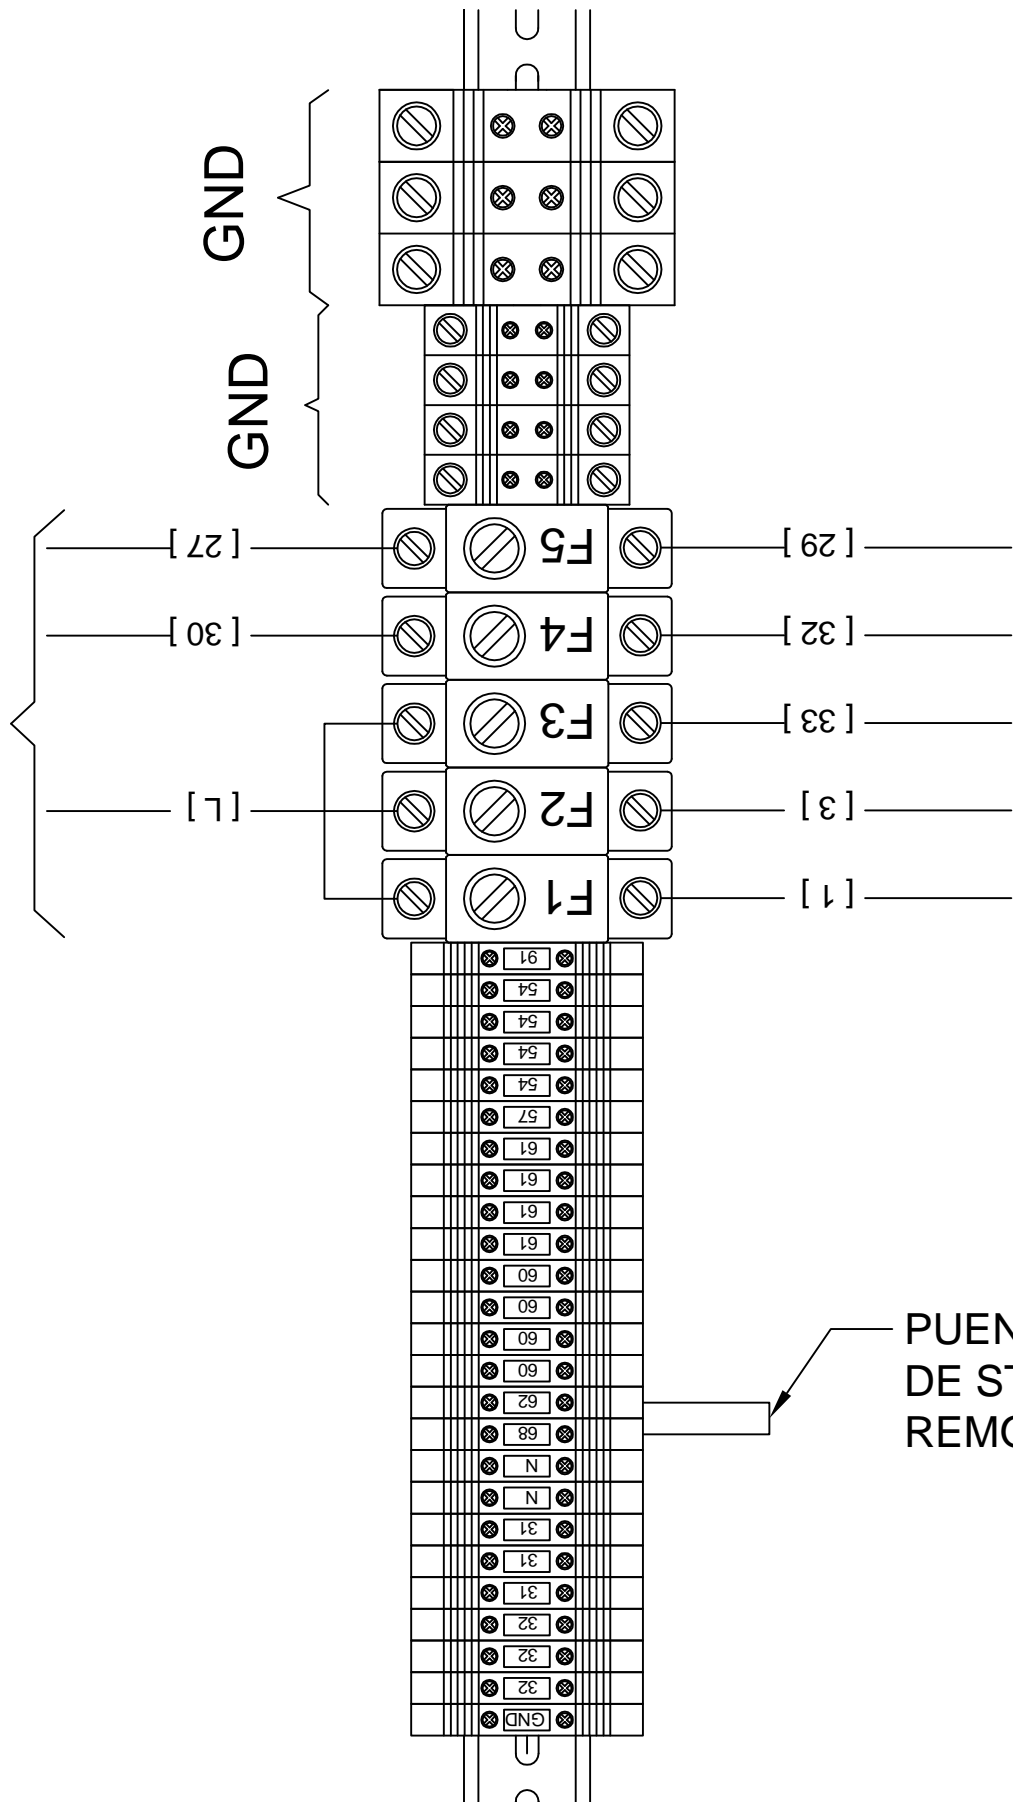 GND
GND
[ 27 ] F5 [ 29 ]
[ 30 ] F4 [ 32 ]
F3 [ 33 ]
[ L ] F2 [ 3 ]
F1 [ 1 ]
91
54
54
54
54
57
61
61
61
61
60
60
60
60
62
68
N
N
31
31
31
32
32
32
GND
PUEN
DE ST
REMO